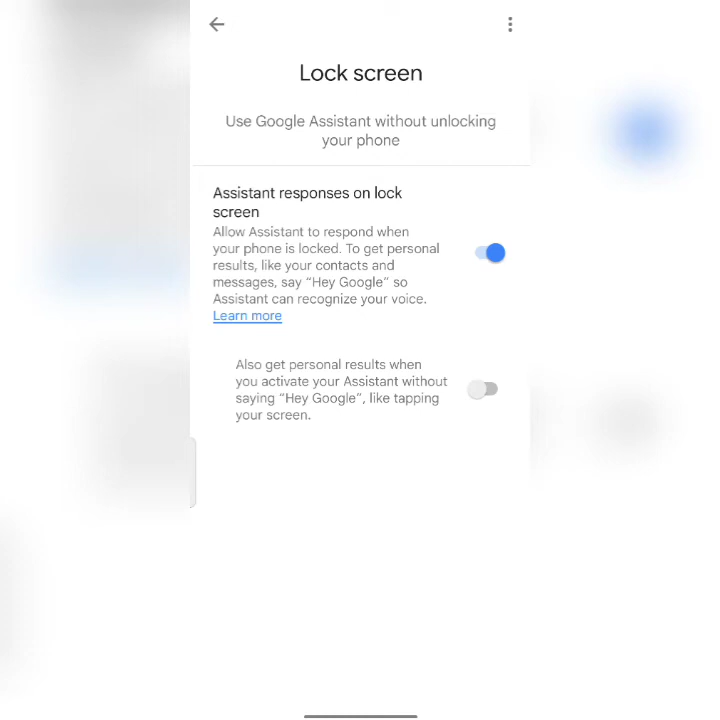 Lock screen
Use Google Assistant without unlocking
your phone
Assistant responses on lock
screen
Allow Assistant to respond when
your phone is locked. To get personal
results, like your contacts and
messages, say “Hey Google” so
Assistant can recognize your voice.
Learn more
Also get personal results when
you activate your Assistant without
saying “Hey Google”, like tapping
your screen.